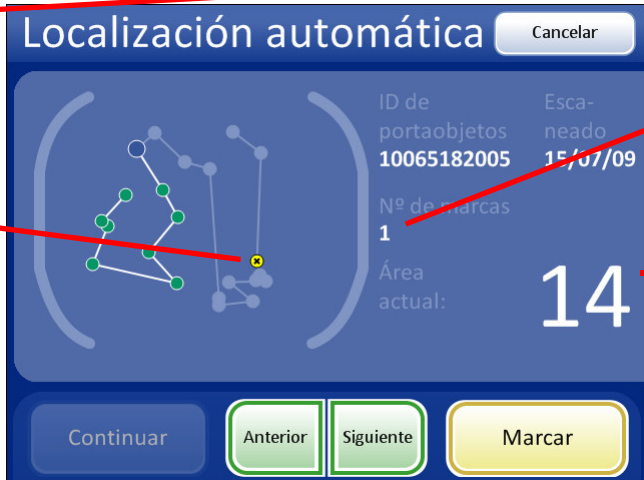 Localización automática
Cancelar
ID de
portaobjetos
10065182005
Esca-
neado
15/07/09
Nº de marcas
1
Área
actual:
14
Continuar
Anterior
Siguiente
Marcar